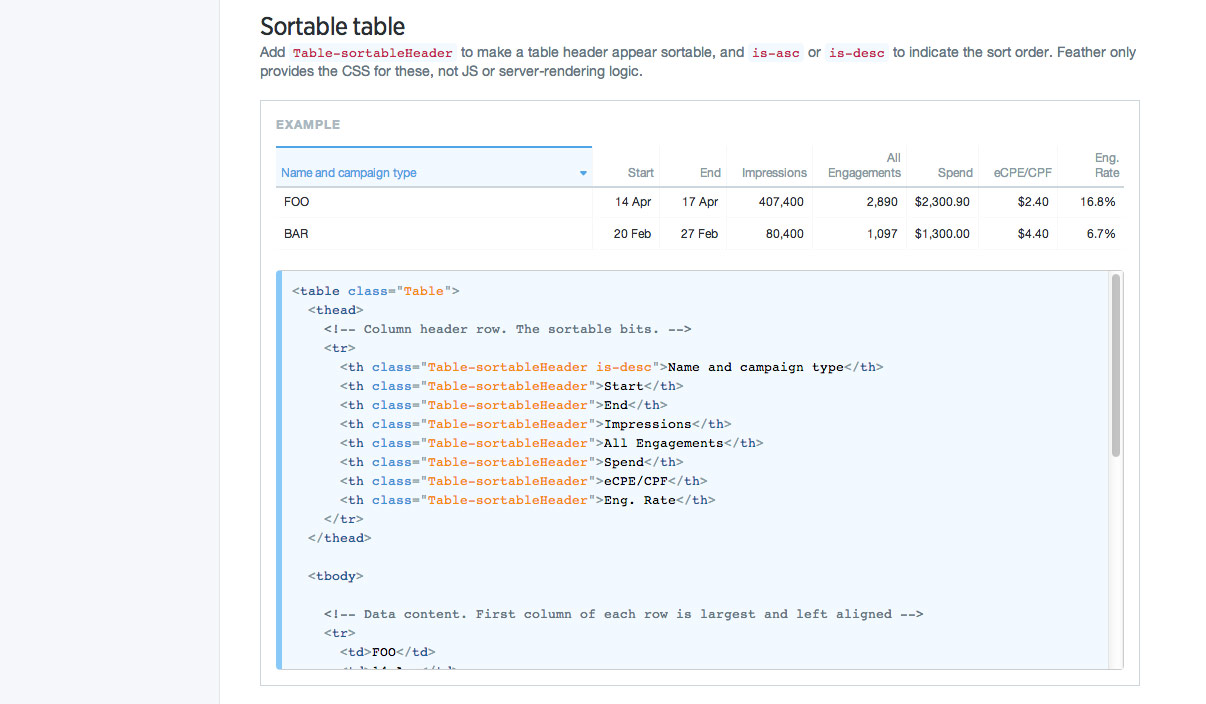 Sortable table
Add Table-sortableHeader to make a table header appear sortable, and is-asc or is-desc to indicate the sort order. Feather only
provides the CSS for these, not JS or server-rendering logic.
EXAMPLE
Name and campaign type Start End Impressions All Engagements Spend eCPE/CPF Eng. Rate
FOO 14 Apr 17 Apr 407,400 2,890 $2,300.90 $2.40 16.8%
BAR 20 Feb 27 Feb 80,400 1,097 $1,300.00 $4.40 6.7%
<table class="Table">
<thead>
<!-- Column header row. The sortable bits. -->
<tr>
<th class="Table-sortableHeader is-desc">Name and campaign type</th>
<th class="Table-sortableHeader">Start</th>
<th class="Table-sortableHeader">End</th>
<th class="Table-sortableHeader">Impressions</th>
<th class="Table-sortableHeader">All Engagements</th>
<th class="Table-sortableHeader">Spend</th>
<th class="Table-sortableHeader">eCPE/CPF</th>
<th class="Table-sortableHeader">Eng. Rate</th>
</tr>
</thead>
<tbody>
<!-- Data content. First column of each row is largest and left aligned -->
<tr>
<td>FOO</td>